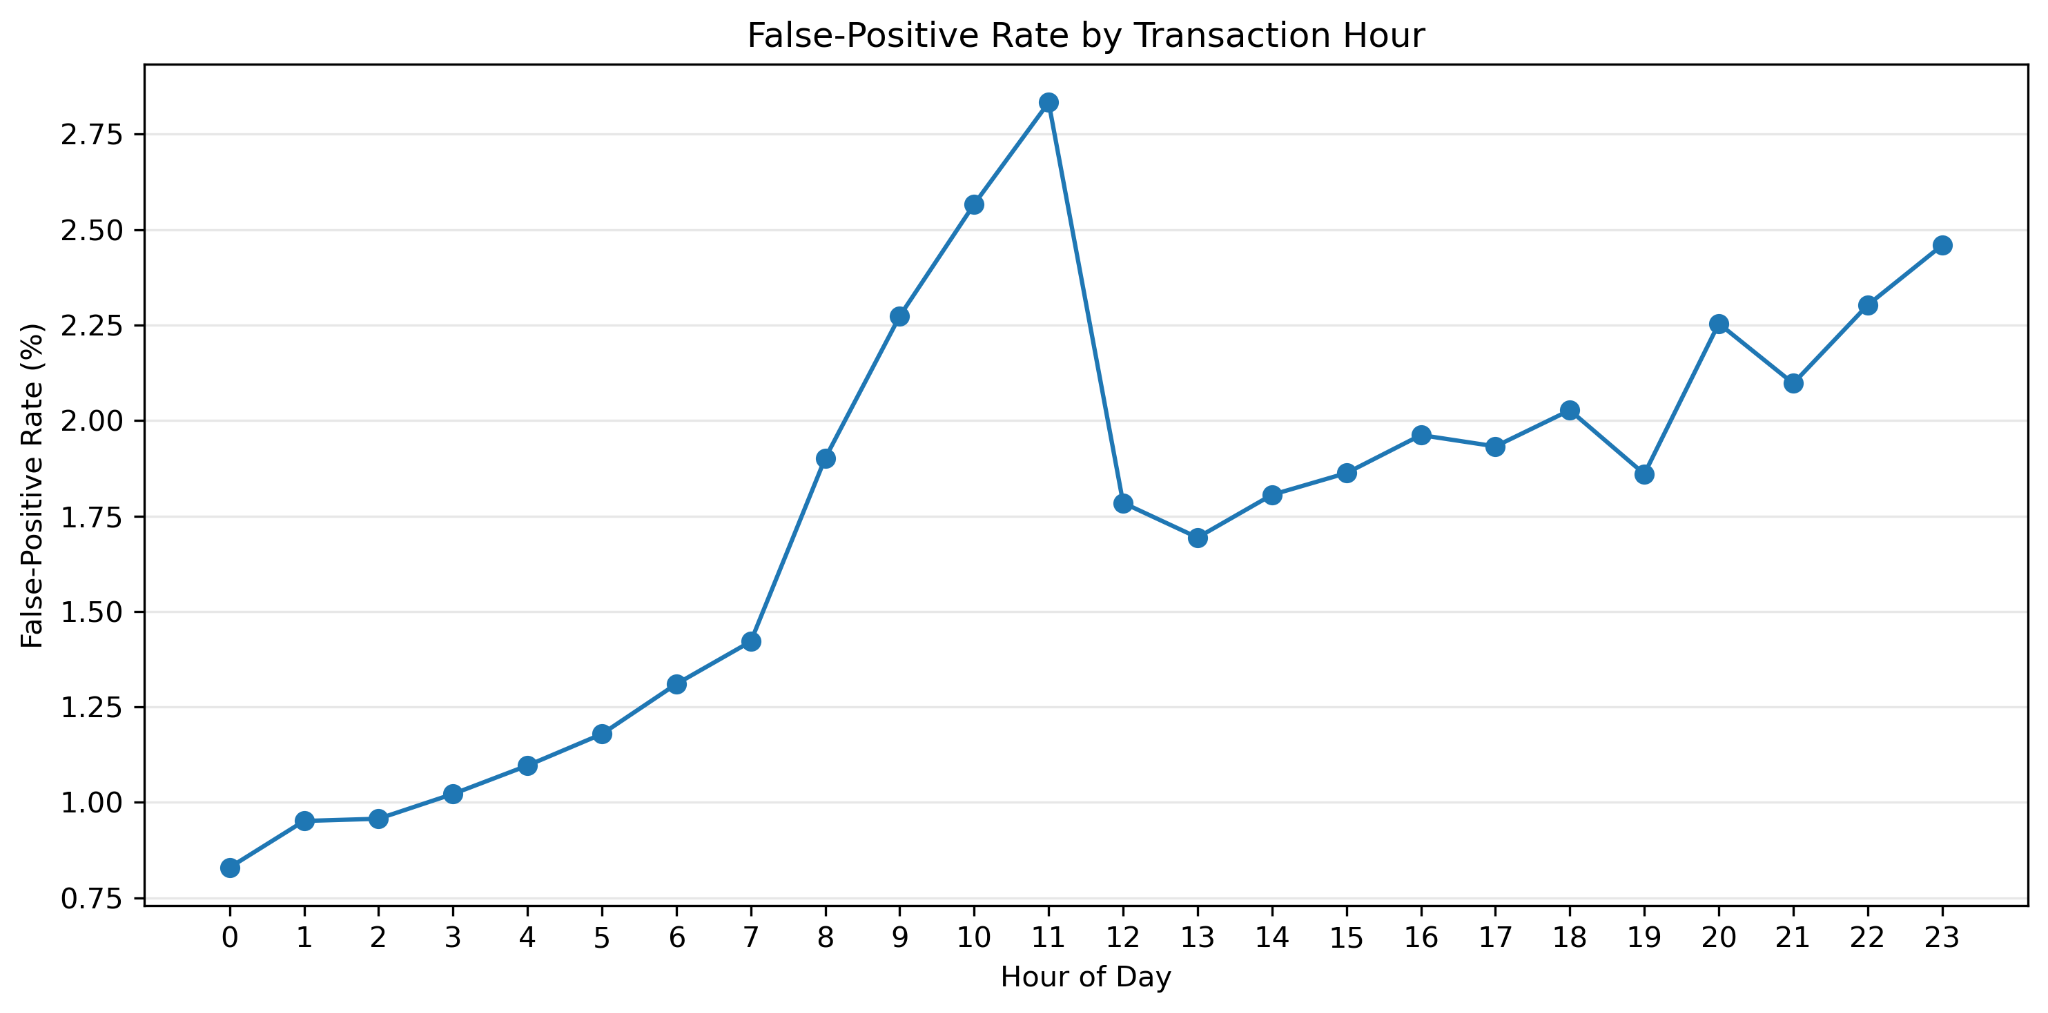 False-Positive Rate by Transaction Hour
False-Positive Rate (%)
2.75
2.50
2.25
2.00
1.75
1.50
1.25
1.00
0.75
0 1 2 3 4 5 6 7 8 9 10 11 12 13 14 15 16 17 18 19 20 21 22 23
Hour of Day